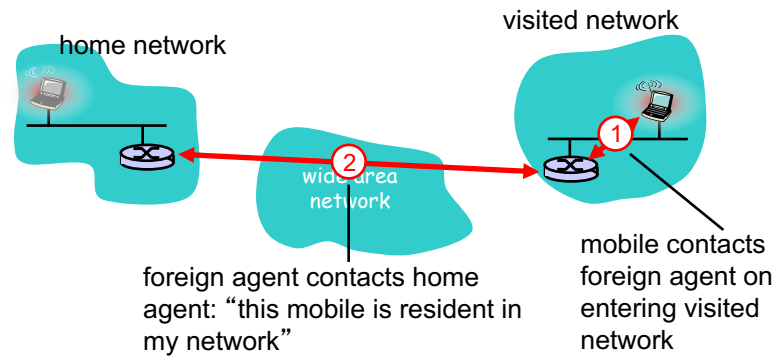 home network
visited network
1
2
wide area
network
foreign agent contacts home
agent: “this mobile is resident in
my network”
mobile contacts
foreign agent on
entering visited
network